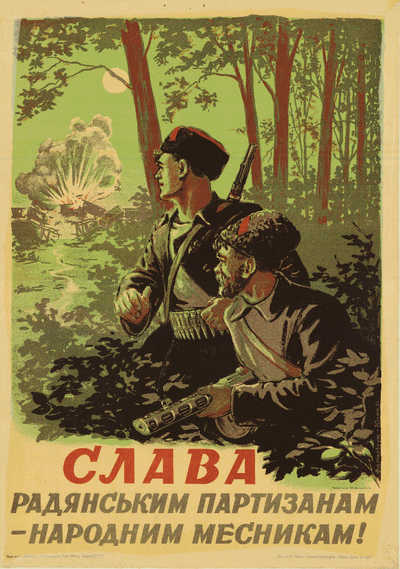 СЛАВА
РАДЯНСЬКИМ ПАРТИЗАНАМ
–НАРОДНИМ МЕСНИКАМ!